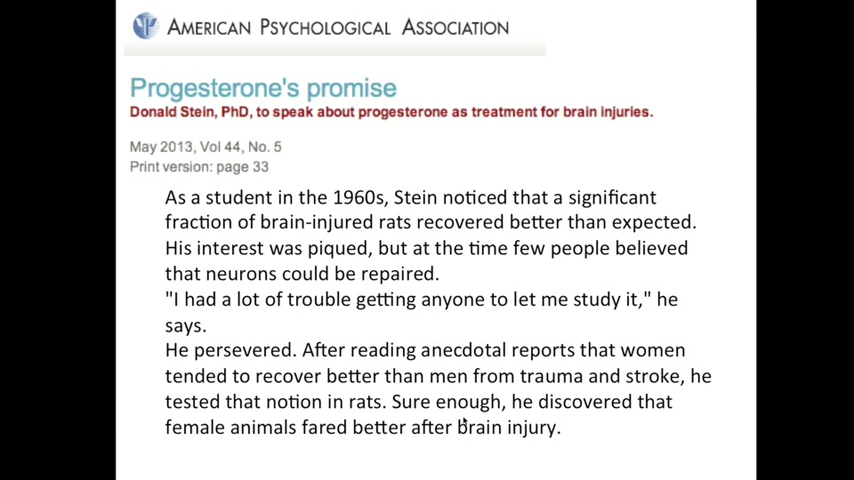 AMERICAN PSYCHOLOGICAL ASSOCIATION
Progesterone's promise
Donald Stein, PhD, to speak about progesterone as treatment for brain injuries.
May 2013, Vol 44, No. 5
Print version: page 33
As a student in the 1960s, Stein noticed that a significant
fraction of brain-injured rats recovered better than expected.
His interest was piqued, but at the time few people believed
that neurons could be repaired.
"I had a lot of trouble getting anyone to let me study it," he
says.
He persevered. After reading anecdotal reports that women
tended to recover better than men from trauma and stroke, he
tested that notion in rats. Sure enough, he discovered that
female animals fared better after brain injury.